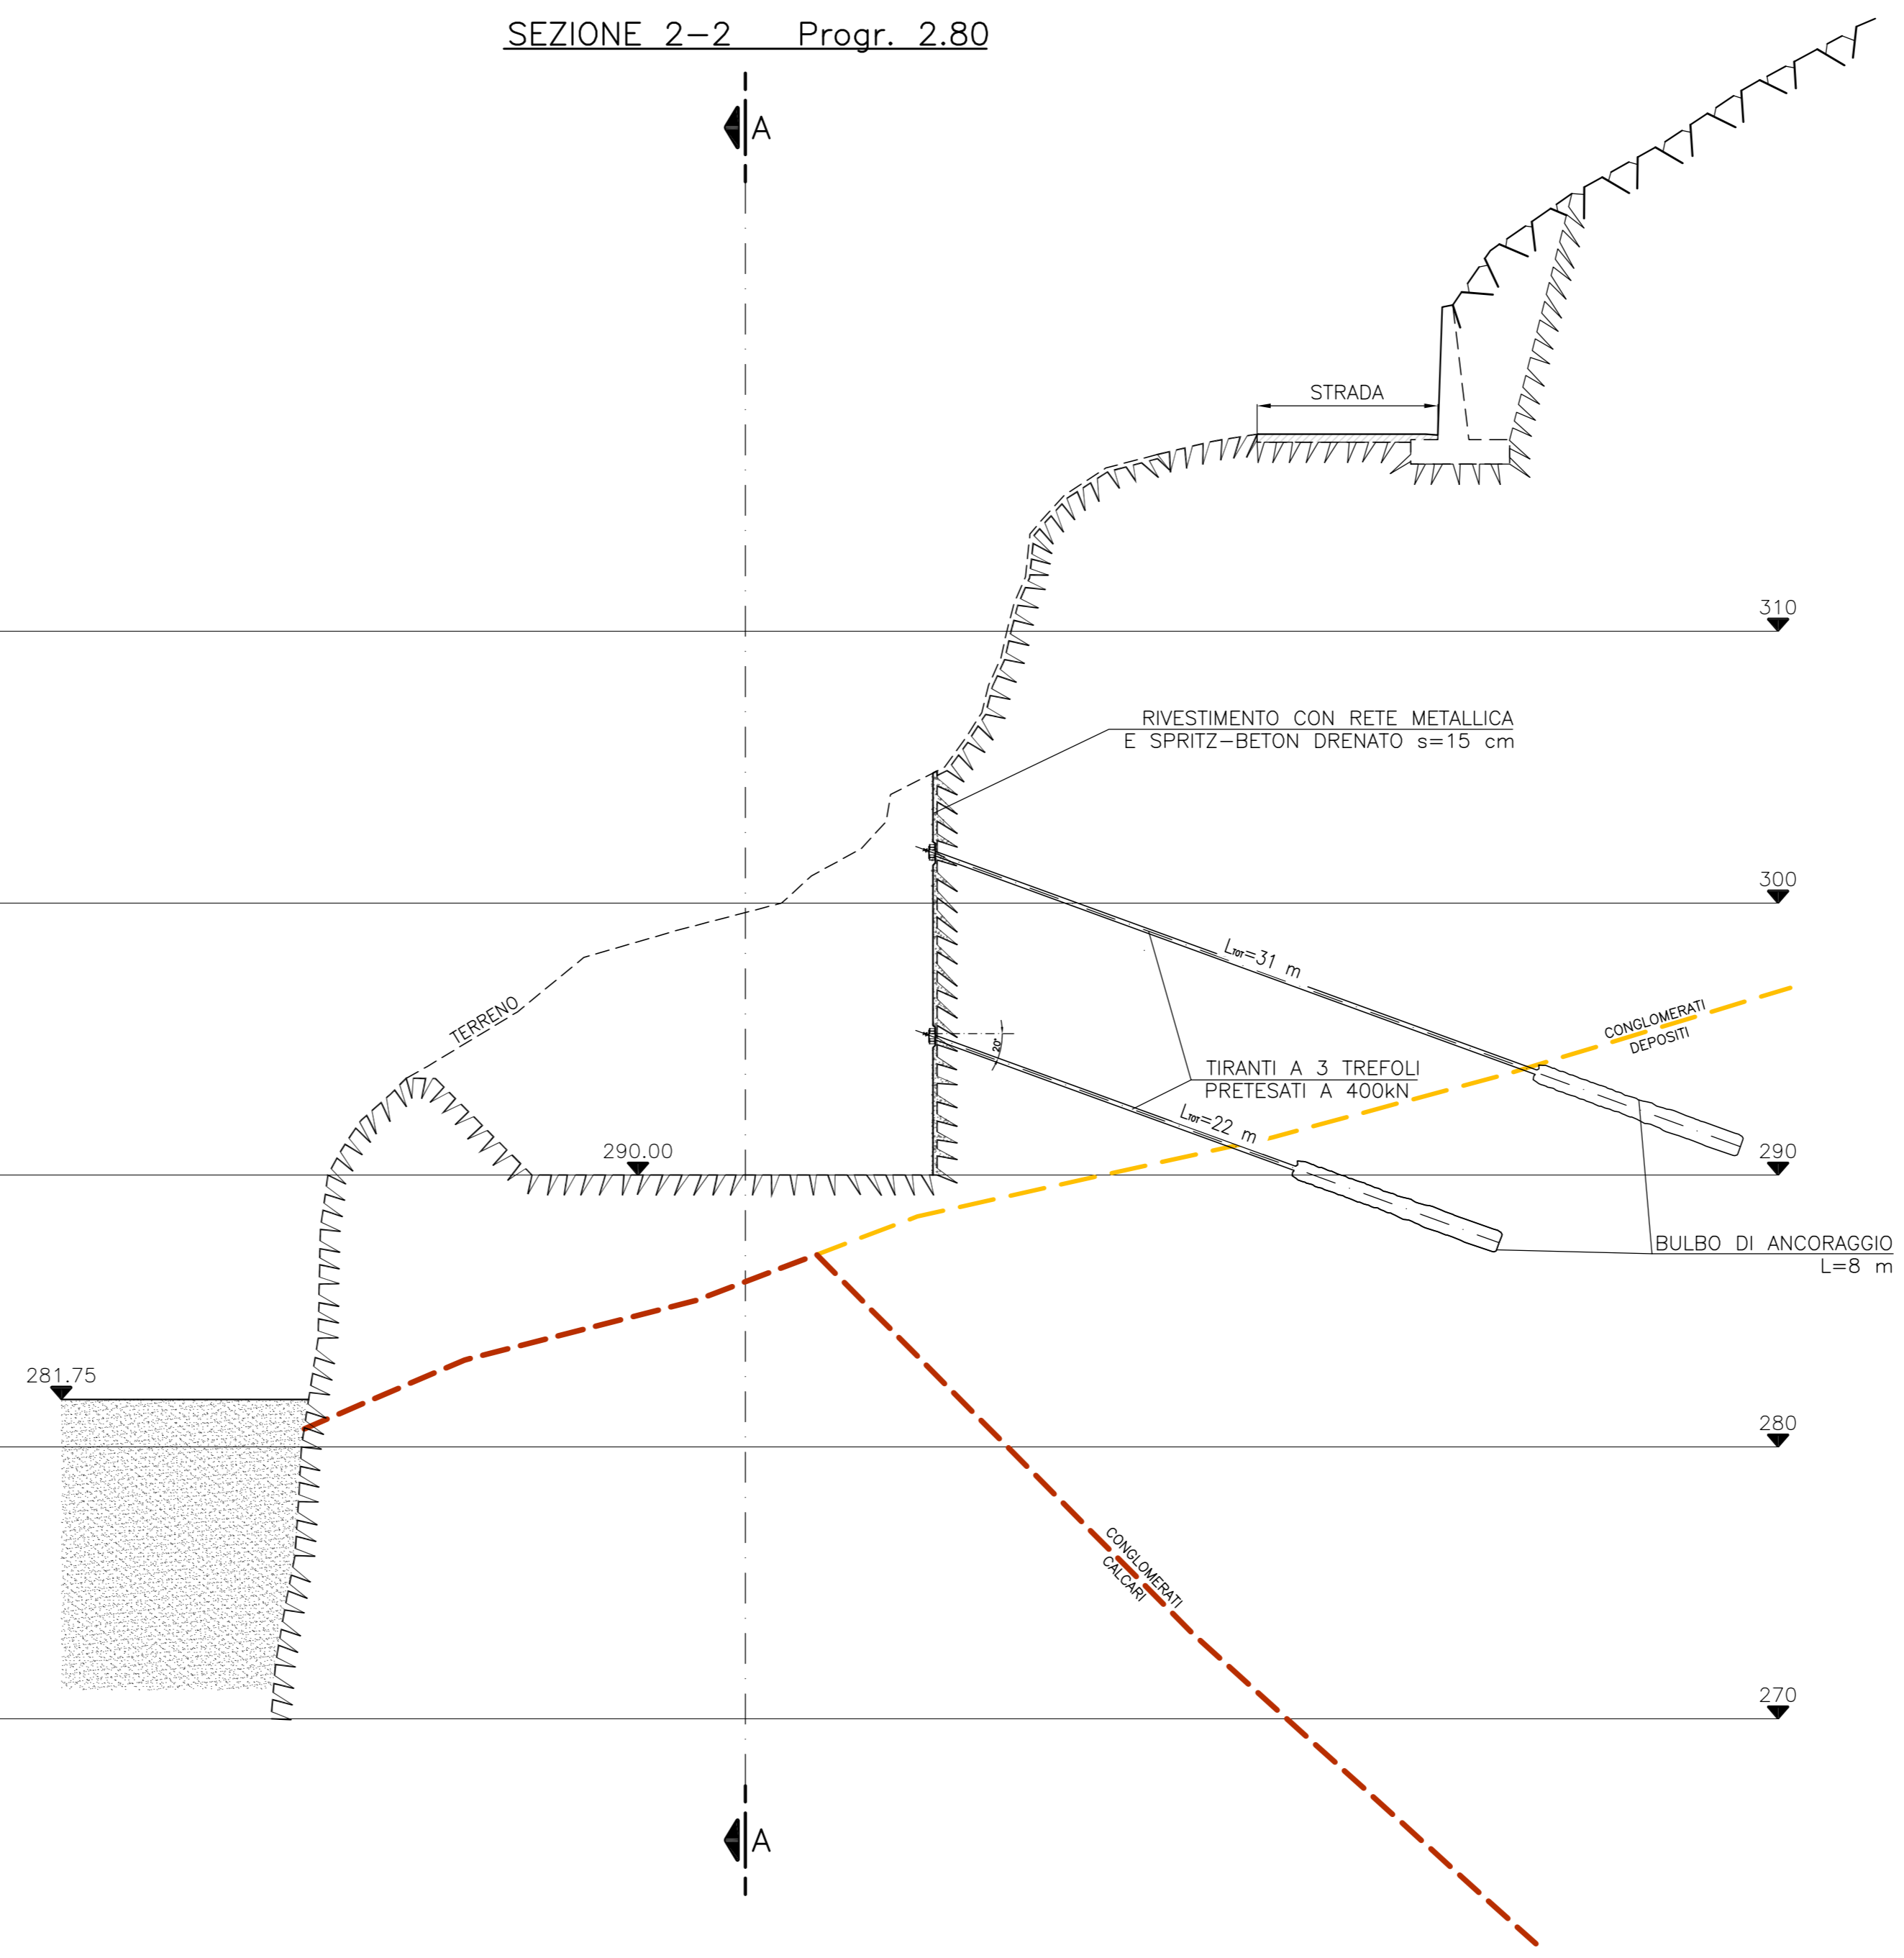 SEZIONE 2-2 Progr. 2.80
A
STRADA
310
RIVESTIMENTO CON RETE METALLICA
E SPRITZ-BETON DRENATO s=15 cm
300
LTOT=31 m
TERRENO
CONGLOMERATI
DEPOSITI
20°
TIRANTI A 3 TREFOLI
PRETESATI A 400kN
LTOT=22 m
290.00
290
BULBO DI ANCORAGGIO
L=8 m
281.75
280
CONGLOMERATI
CALCARI
270
A